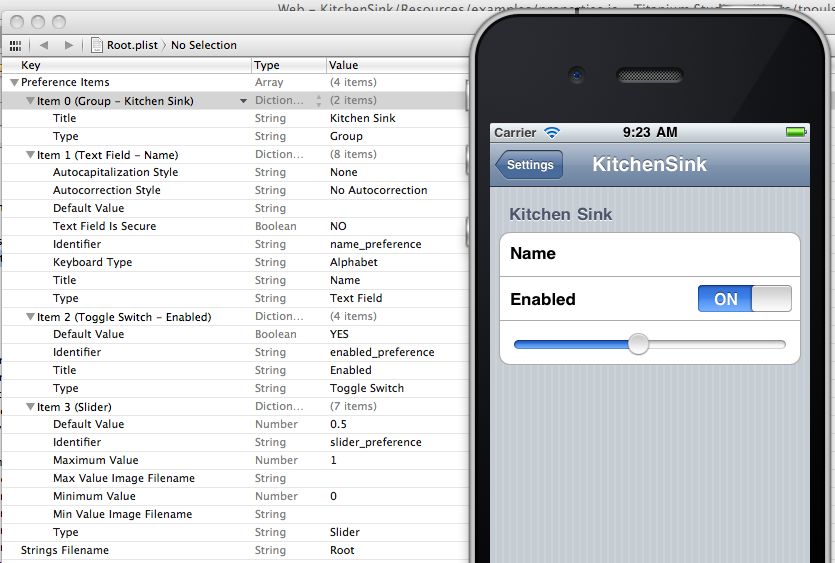 Web – KitchenSink/Resources/examples/properties.js – Titanium Studio
Root.plist 〉 No Selection
Key Type Value
Preference Items Array (4 items)
Item 0 (Group – Kitchen Sink) Diction... (2 items)
Title String Kitchen Sink
Type String Group
Item 1 (Text Field – Name) Diction... (8 items)
Autocapitalization Style String None
Autocorrection Style String No Autocorrection
Default Value String
Text Field Is Secure Boolean NO
Identifier String name_preference
Keyboard Type String Alphabet
Title String Name
Type String Text Field
Item 2 (Toggle Switch – Enabled) Diction... (4 items)
Default Value Boolean YES
Identifier String enabled_preference
Title String Enabled
Type String Toggle Switch
Item 3 (Slider) Diction... (7 items)
Default Value Number 0.5
Identifier String slider_preference
Maximum Value Number 1
Max Value Image Filename String
Minimum Value Number 0
Min Value Image Filename String
Type String Slider
Strings Filename String Root
Carrier 9:23 AM
Settings KitchenSink
Kitchen Sink
Name
Enabled ON